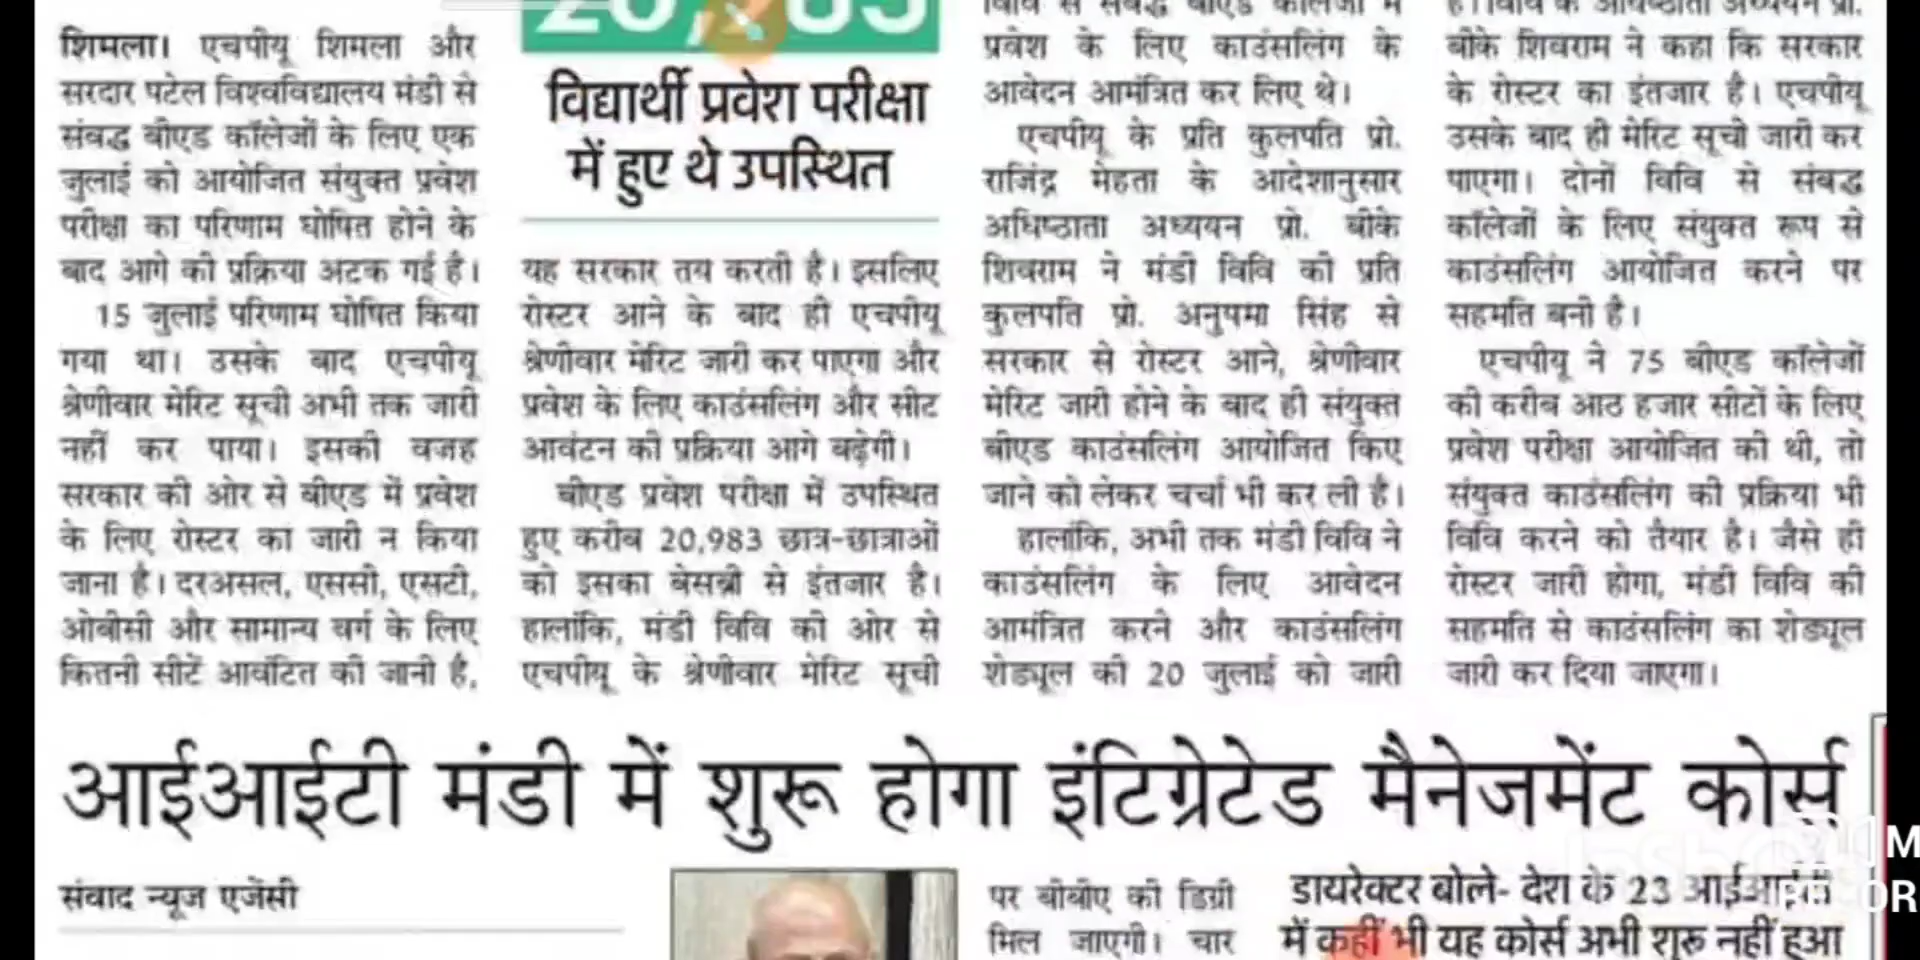 शिमला। एचपीयू शिमला और
सरदार पटेल विश्वविद्यालय मंडी से
संबद्ध बीएड कॉलेजों के लिए एक
जुलाई को आयोजित संयुक्त प्रवेश
परीक्षा का परिणाम घोषित होने के
बाद आगे की प्रक्रिया अटक गई है।
15 जुलाई परिणाम घोषित किया
गया था। उसके बाद एचपीयू
श्रेणीवार मेरिट सूची अभी तक जारी
नहीं कर पाया। इसकी वजह
सरकार की ओर से बीएड में प्रवेश
के लिए रोस्टर का जारी न किया
जाना है। दरअसल, एससी, एसटी,
ओबीसी और सामान्य वर्ग के लिए
कितनी सीटें आवंटित की जानी है,
विद्यार्थी प्रवेश परीक्षा
में हुए थे उपस्थित
यह सरकार तय करती है। इसलिए
रोस्टर आने के बाद ही एचपीयू
श्रेणीवार मेरिट जारी कर पाएगा और
प्रवेश के लिए काउंसलिंग और सीट
आवंटन की प्रक्रिया आगे बढ़ेगी।
बीएड प्रवेश परीक्षा में उपस्थित
हुए करीब 20,983 छात्र-छात्राओं
को इसका बेसब्री से इंतजार है।
हालांकि, मंडी विवि की ओर से
एचपीयू के श्रेणीवार मेरिट सूची
विवि से संबद्ध बीएड कॉलेजों में
प्रवेश के लिए काउंसलिंग के
आवेदन आमंत्रित कर लिए थे।
एचपीयू के प्रति कुलपति प्रो.
राजिंद्र मेहता के आदेशानुसार
अधिष्ठाता अध्ययन प्रो. बीके
शिवराम ने मंडी विवि की प्रति
कुलपति प्रो. अनुपमा सिंह से
सरकार से रोस्टर आने, श्रेणीवार
मेरिट जारी होने के बाद ही संयुक्त
बीएड काउंसलिंग आयोजित किए
जाने को लेकर चर्चा भी कर ली है।
हालांकि, अभी तक मंडी विवि ने
काउंसलिंग के लिए आवेदन
आमंत्रित करने और काउंसलिंग
शेड्यूल की 20 जुलाई को जारी
है। विवि के अधिष्ठाता अध्ययन प्रो.
बीके शिवराम ने कहा कि सरकार
के रोस्टर का इंतजार है। एचपीयू
उसके बाद ही मेरिट सूची जारी कर
पाएगा। दोनों विवि से संबद्ध
कॉलेजों के लिए संयुक्त रूप से
काउंसलिंग आयोजित करने पर
सहमति बनी है।
एचपीयू ने 75 बीएड कॉलेजों
की करीब आठ हजार सीटों के लिए
प्रवेश परीक्षा आयोजित की थी, तो
संयुक्त काउंसलिंग की प्रक्रिया भी
विवि करने को तैयार है। जैसे ही
रोस्टर जारी होगा, मंडी विवि की
सहमति से काउंसलिंग का शेड्यूल
जारी कर दिया जाएगा।
आईआईटी मंडी में शुरू होगा इंटिग्रेटेड मैनेजमेंट कोर्स
संवाद न्यूज एजेंसी
पर बीबीए की डिग्री
मिल जाएगी। चार
डायरेक्टर बोले- देश के 23 आईआईटी
में कहीं भी यह कोर्स अभी शुरू नहीं हुआ